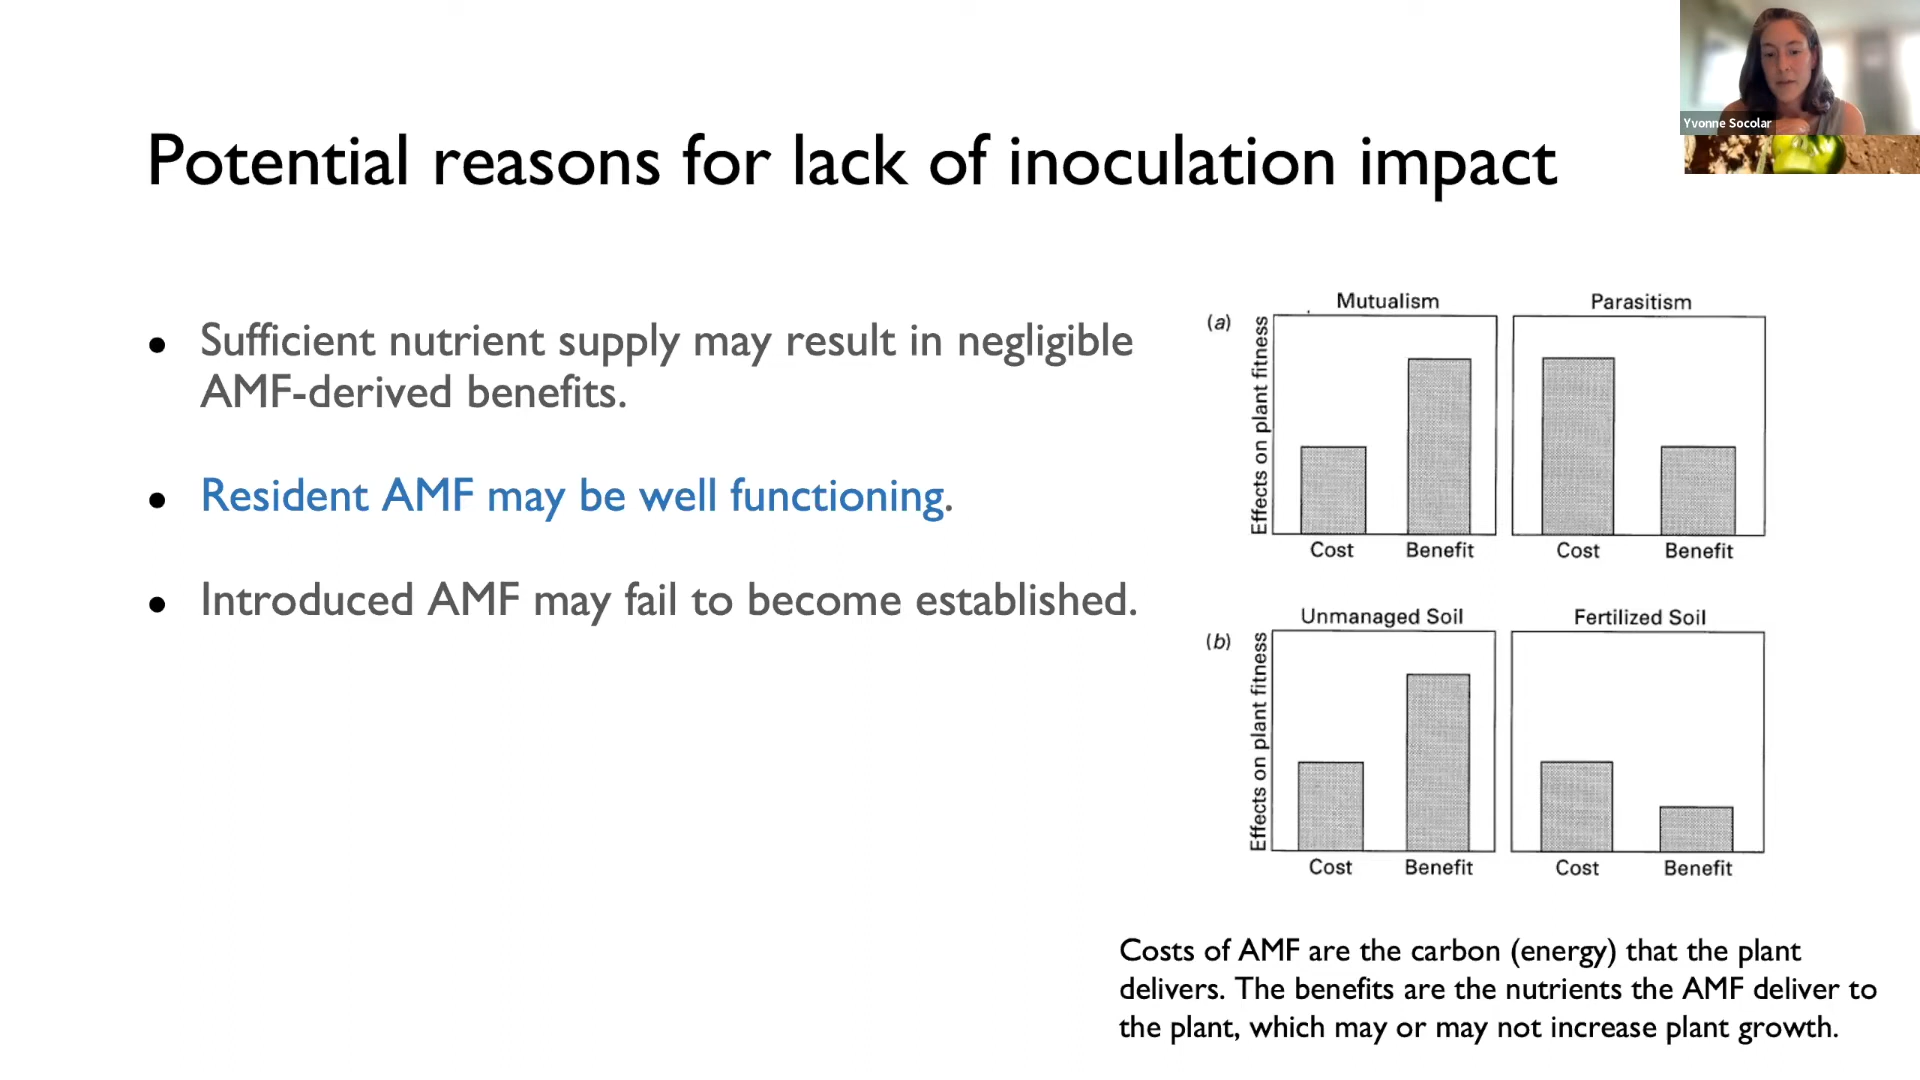 Yvonne Socolar
Potential reasons for lack of inoculation impact
• Sufficient nutrient supply may result in negligible
AMF-derived benefits.
• Resident AMF may be well functioning.
• Introduced AMF may fail to become established.
(a)
Mutualism
Parasitism
Effects on plant fitness
Cost
Benefit
Cost
Benefit
(b)
Unmanaged Soil
Fertilized Soil
Effects on plant fitness
Cost
Benefit
Cost
Benefit
Costs of AMF are the carbon (energy) that the plant
delivers. The benefits are the nutrients the AMF deliver to
the plant, which may or may not increase plant growth.